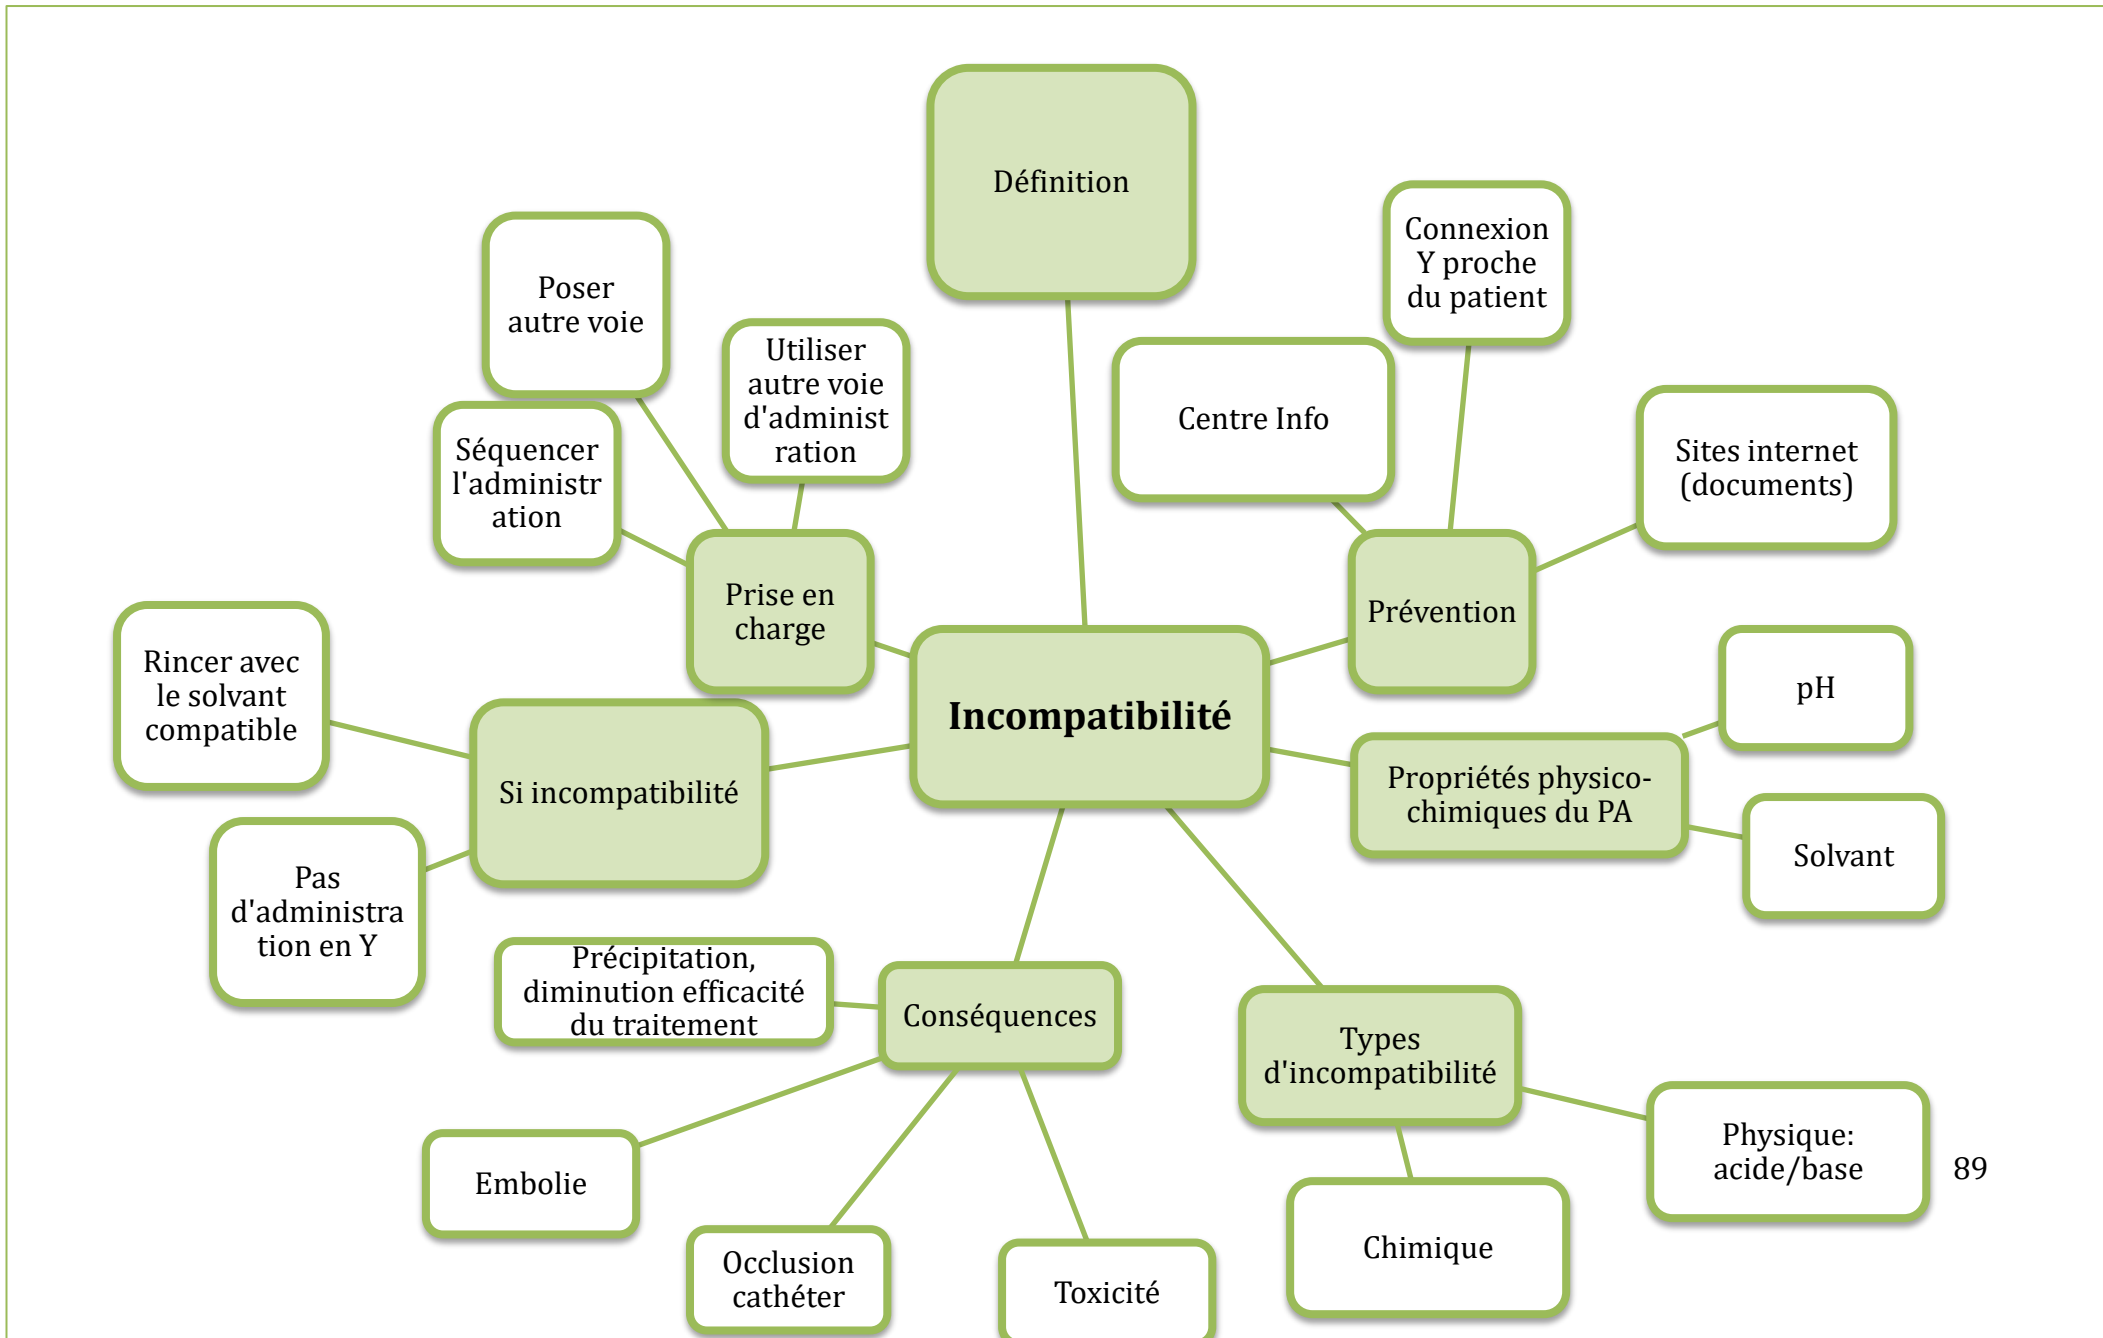 Définition
Connexion
Y proche
du patient
Poser
autre voie
Utiliser
autre voie
d'administ
ration
Centre Info
Séquencer
l'administr
ation
Sites internet
(documents)
Prise en
charge
Prévention
Rincer avec
le solvant
compatible
Incompatibilité
pH
Si incompatibilité
Propriétés physico-
chimiques du PA
Solvant
Pas
d'administra
tion en Y
Précipitation,
diminution efficacité
du traitement
Conséquences
Types
d'incompatibilité
Physique:
acide/base
89
Embolie
Occlusion
cathéter
Toxicité
Chimique